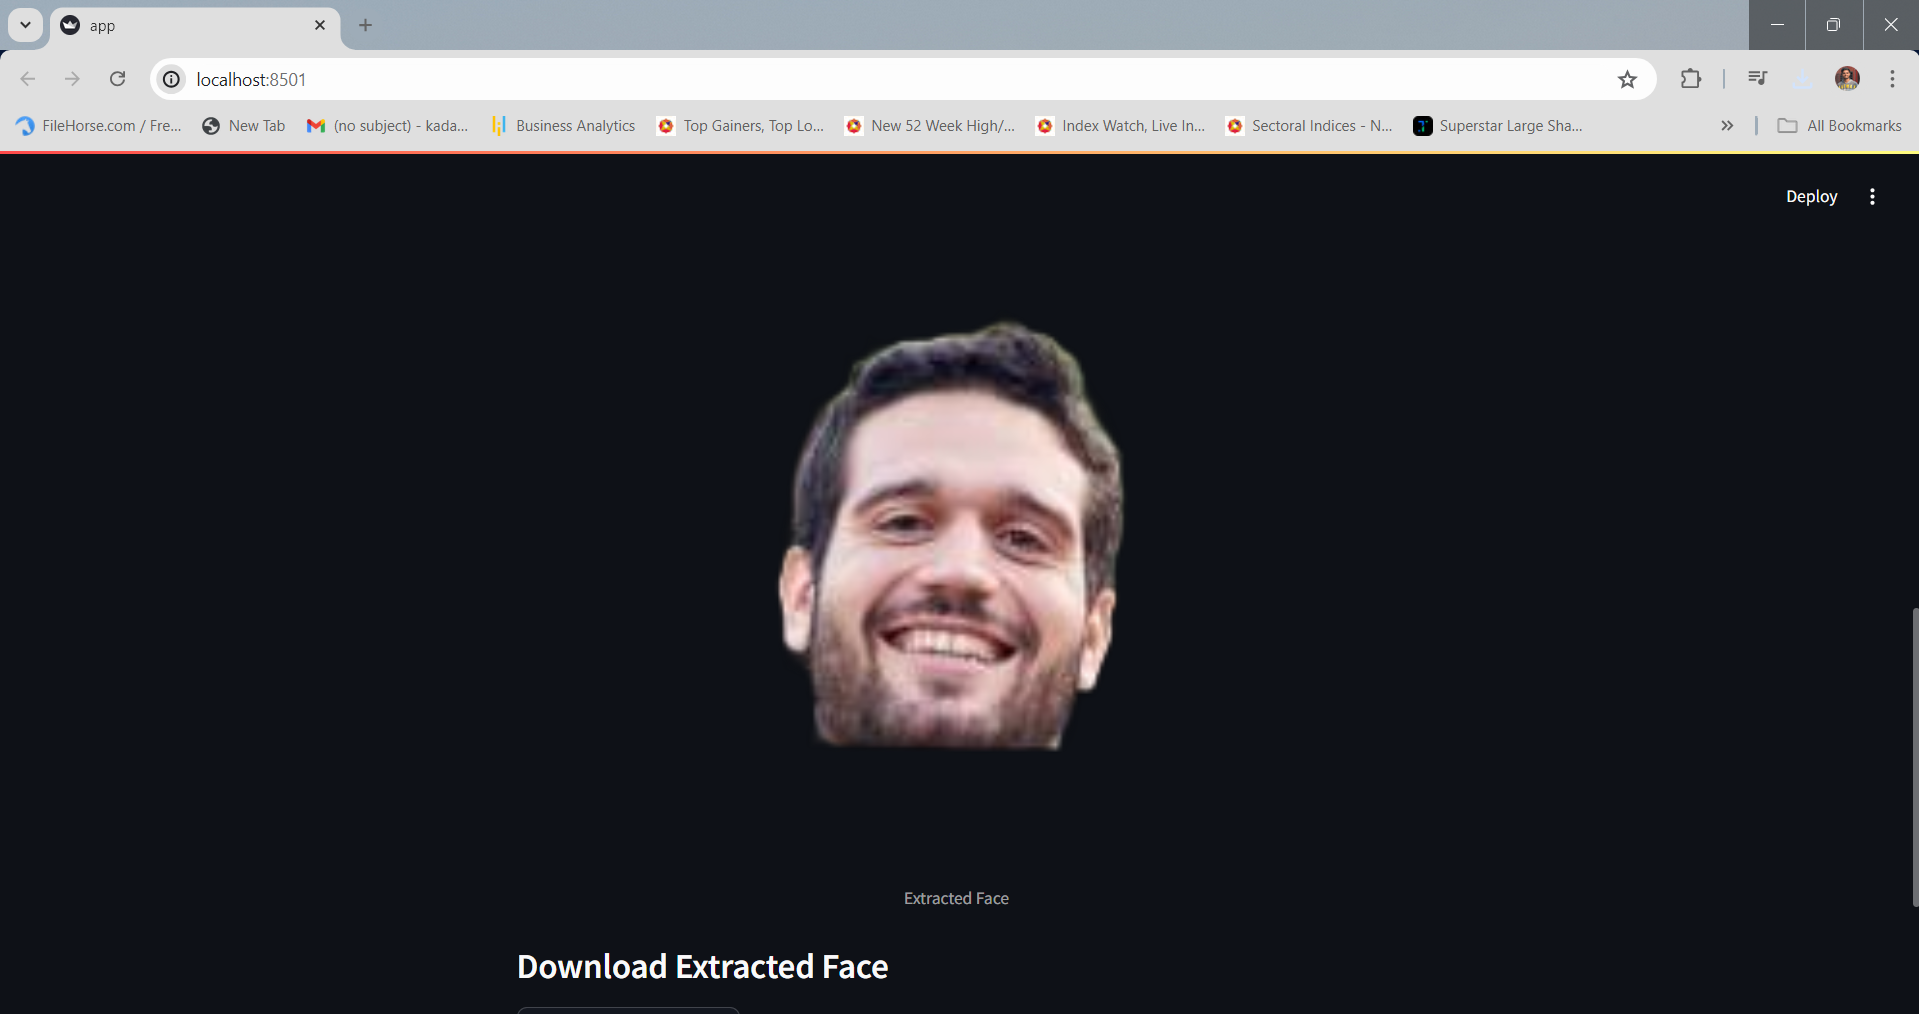 app
localhost:8501
FileHorse.com / Fre... New Tab (no subject) - kada... Business Analytics Top Gainers, Top Lo... New 52 Week High/... Index Watch, Live In... Sectoral Indices - N... Superstar Large Sha... All Bookmarks
Deploy
Extracted Face
Download Extracted Face